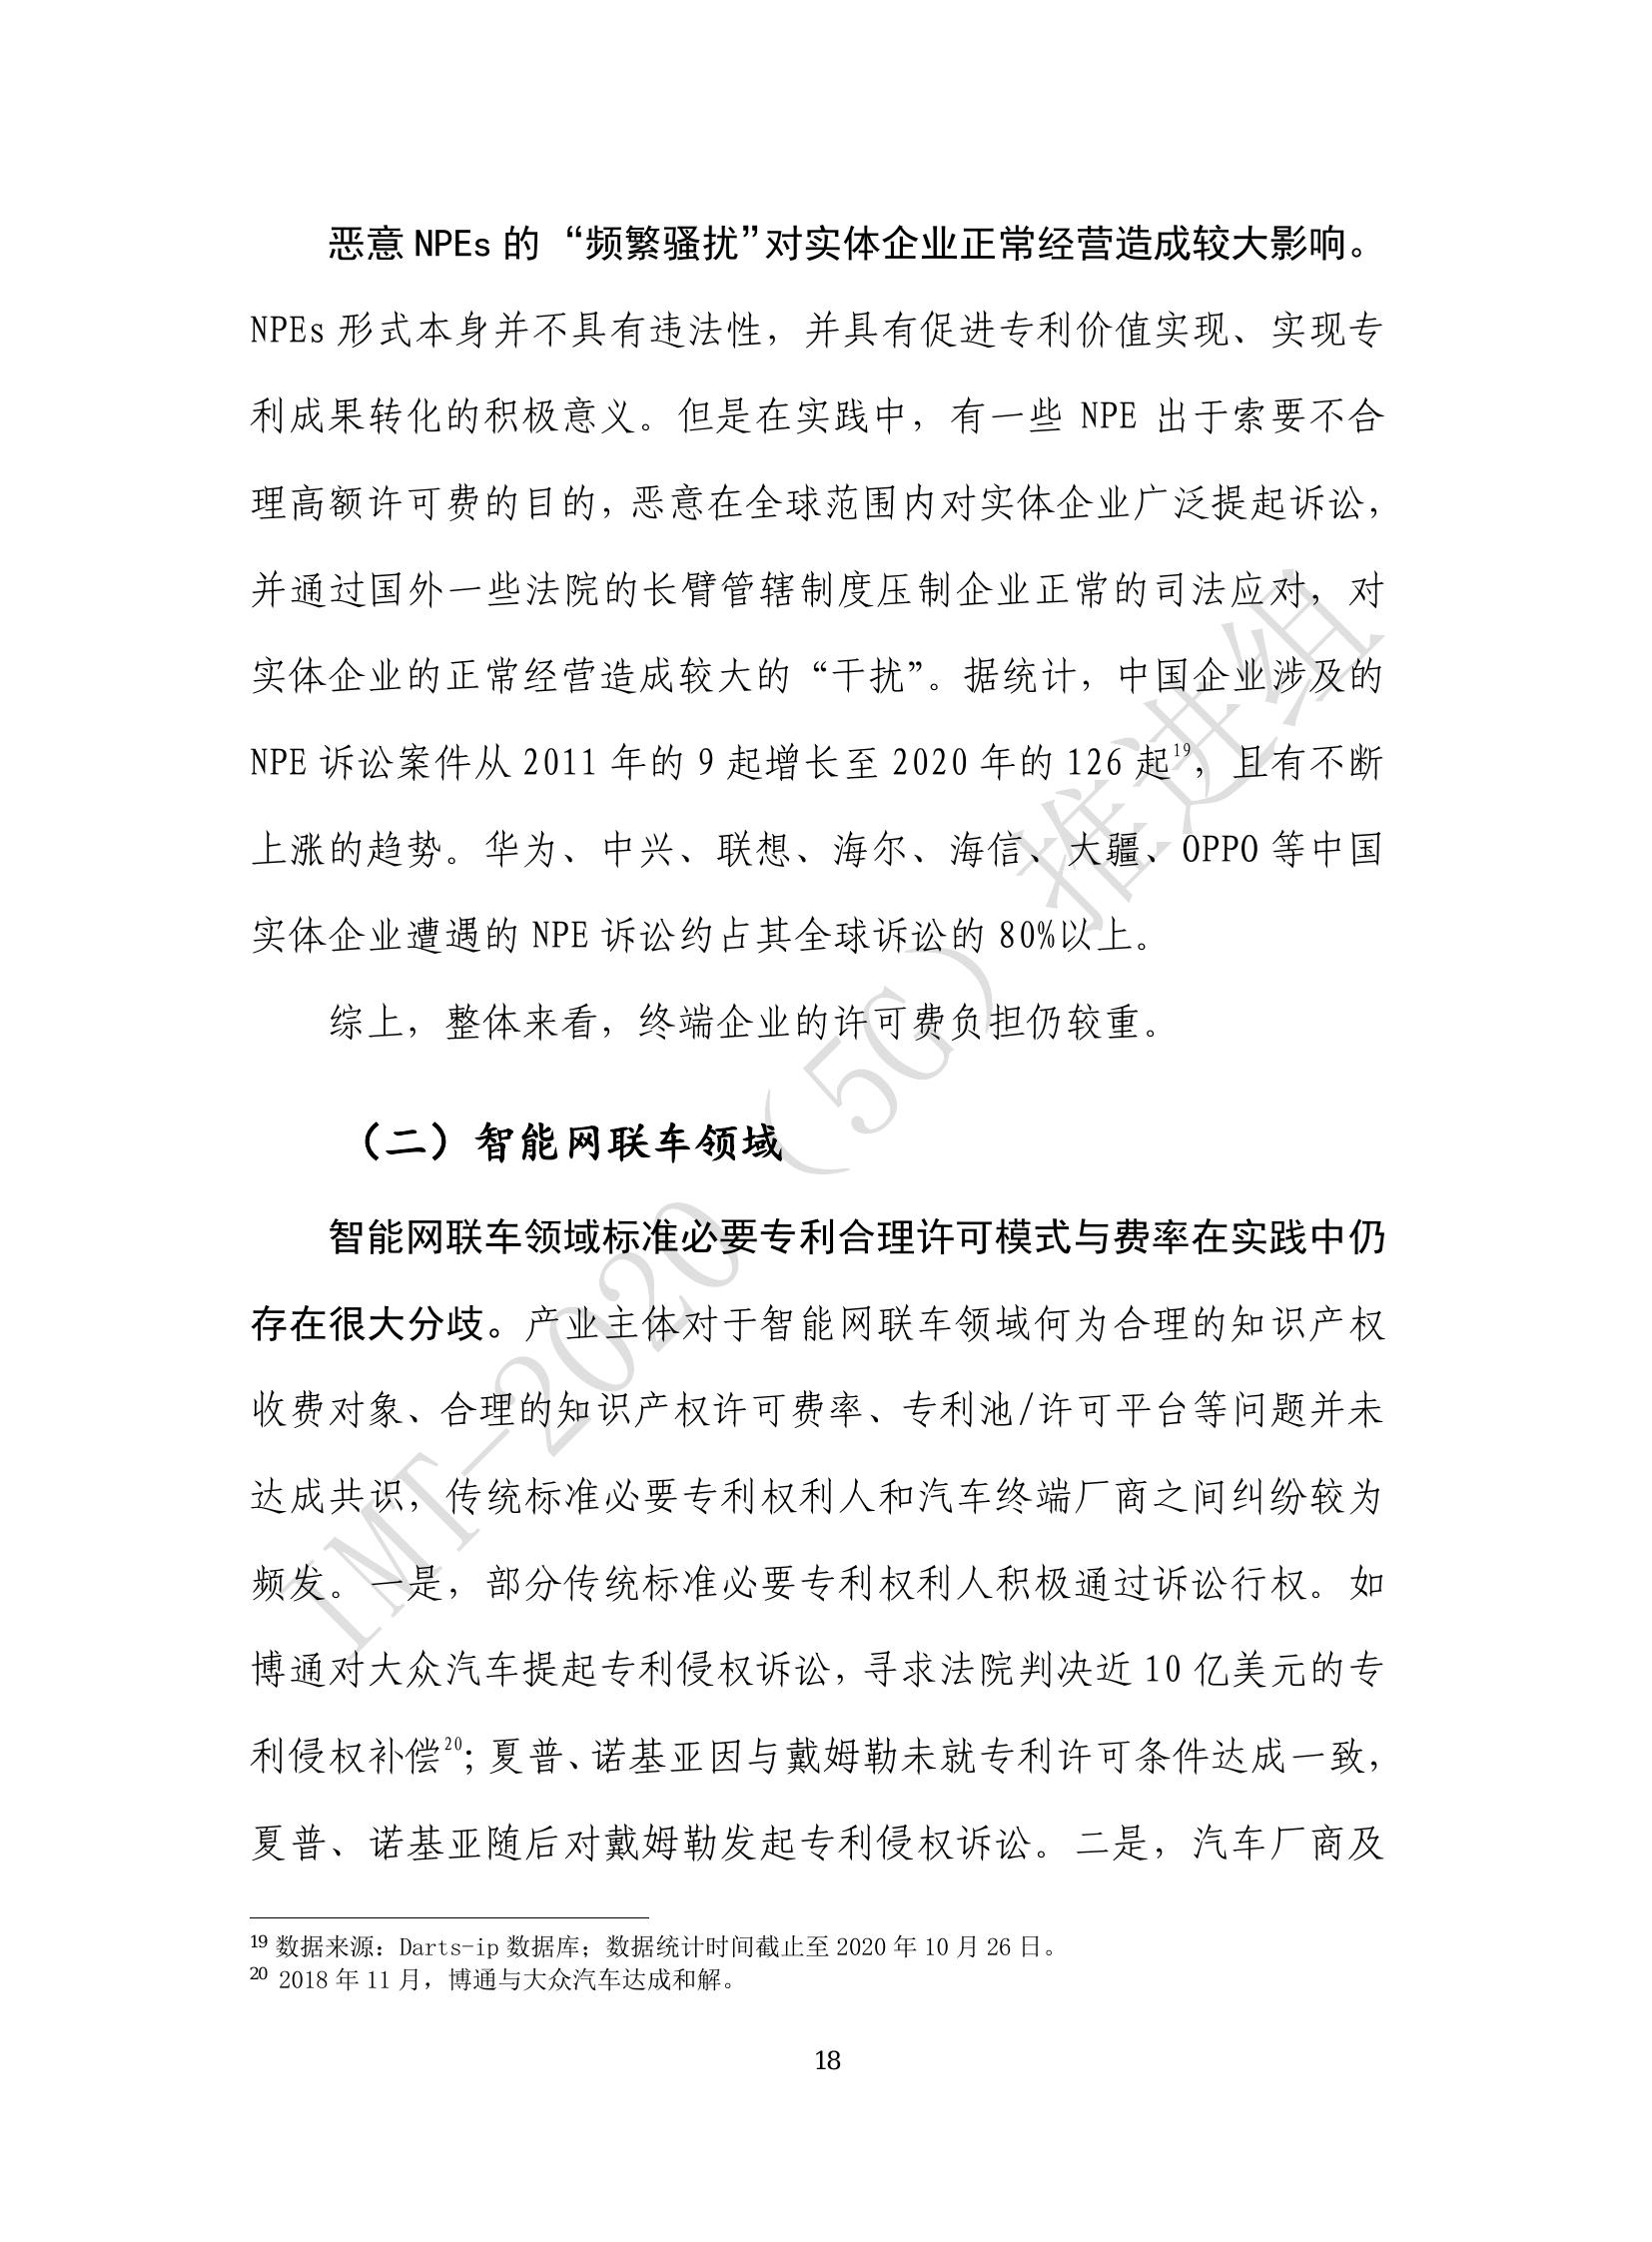 恶意 NPEs 的 “频繁骚扰”对实体企业正常经营造成较大影响。
NPEs 形式本身并不具有违法性，并具有促进专利价值实现、实现专
利成果转化的积极意义。但是在实践中，有一些 NPE 出于索要不合
理高额许可费的目的，恶意在全球范围内对实体企业广泛提起诉讼，
并通过国外一些法院的长臂管辖制度压制企业正常的司法应对，对
实体企业的正常经营造成较大的“干扰”。据统计，中国企业涉及的
NPE 诉讼案件从 2011 年的 9 起增长至 2020 年的 126 起19，且有不断
上涨的趋势。华为、中兴、联想、海尔、海信、大疆、OPPO 等中国
实体企业遭遇的 NPE 诉讼约占其全球诉讼的 80%以上。
综上，整体来看，终端企业的许可费负担仍较重。
（二）智能网联车领域
智能网联车领域标准必要专利合理许可模式与费率在实践中仍
存在很大分歧。产业主体对于智能网联车领域何为合理的知识产权
收费对象、合理的知识产权许可费率、专利池/许可平台等问题并未
达成共识，传统标准必要专利权利人和汽车终端厂商之间纠纷较为
频发。一是，部分传统标准必要专利权利人积极通过诉讼行权。如
博通对大众汽车提起专利侵权诉讼，寻求法院判决近 10 亿美元的专
利侵权补偿20；夏普、诺基亚因与戴姆勒未就专利许可条件达成一致，
夏普、诺基亚随后对戴姆勒发起专利侵权诉讼。二是，汽车厂商及
19 数据来源：Darts-ip 数据库；数据统计时间截止至 2020 年 10 月 26 日。
20 2018 年 11 月，博通与大众汽车达成和解。
18
IMT-2020（5G）推进组